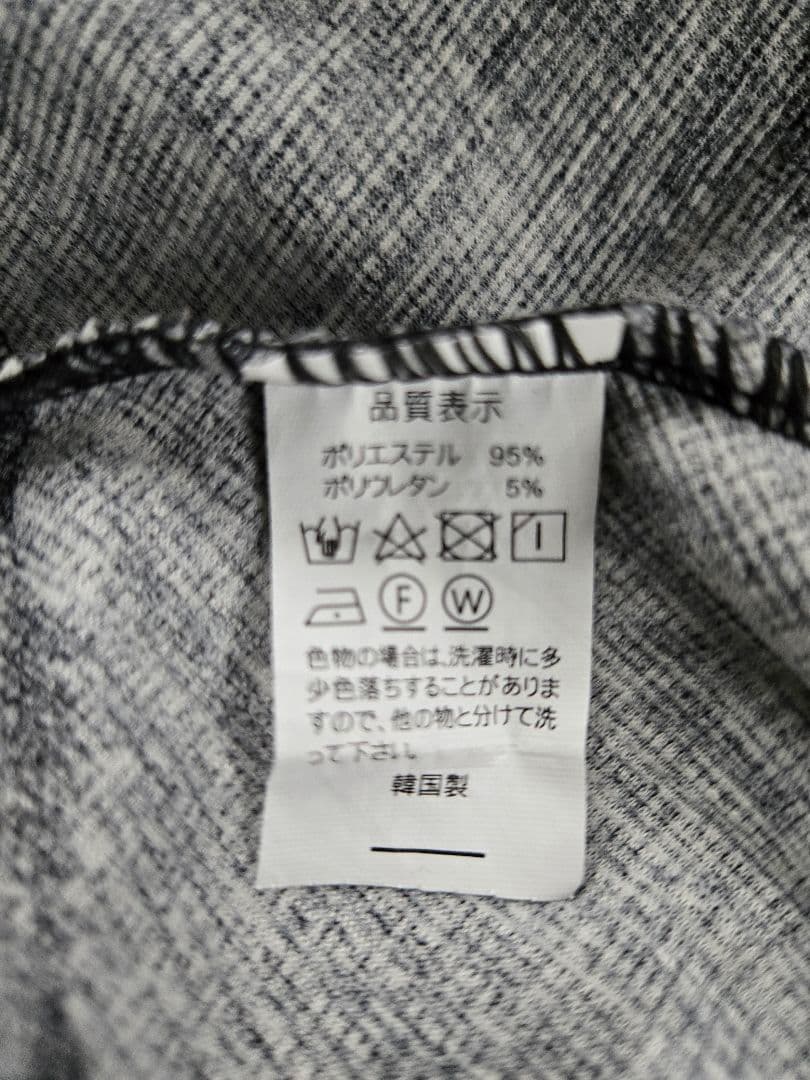 品質表示
ポリエステル 95%
ポリウレタン 5%
F W
色物の場合は、洗濯時に多
少色落ちすることがありま
すので、他の物と分けて洗
って下さい。
韓国製